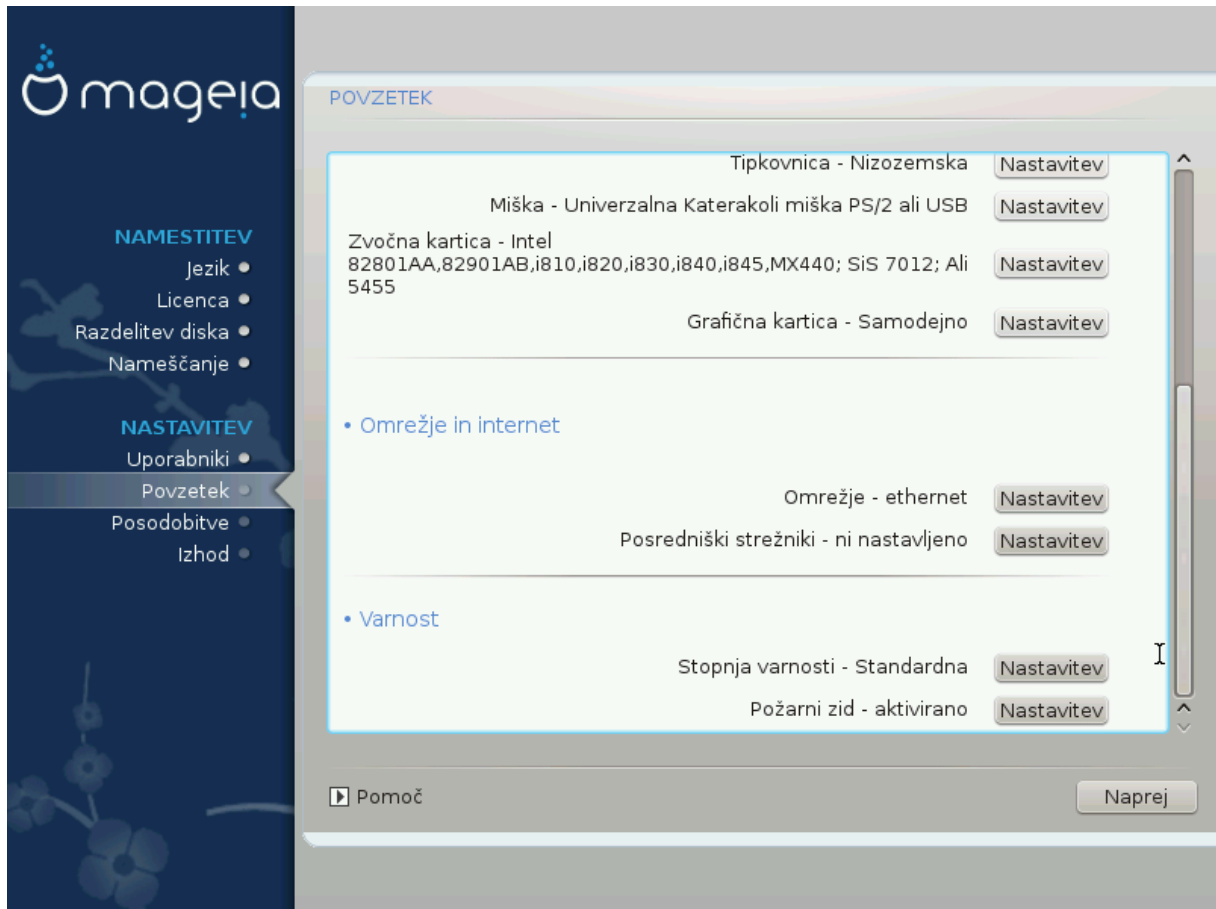 mageia
NAMESTITEV
Jezik
Licenca
Razdelitev diska
Nameščanje
NASTAVITEV
Uporabniki
Povzetek
Posodobitve
Izhod
POVZETEK
Tipkovnica - Nizozemska Nastavitev
Miška - Univerzalna Katerakoli miška PS/2 ali USB Nastavitev
Zvočna kartica - Intel
82801AA,82901AB,i810,i820,i830,i840,i845,MX440; SiS 7012; Ali Nastavitev
5455
Grafična kartica - Samodejno Nastavitev
• Omrežje in internet
Omrežje - ethernet Nastavitev
Posredniški strežniki - ni nastavljeno Nastavitev
• Varnost
Stopnja varnosti - Standardna Nastavitev
Požarni zid - aktivirano Nastavitev
Pomoč Naprej